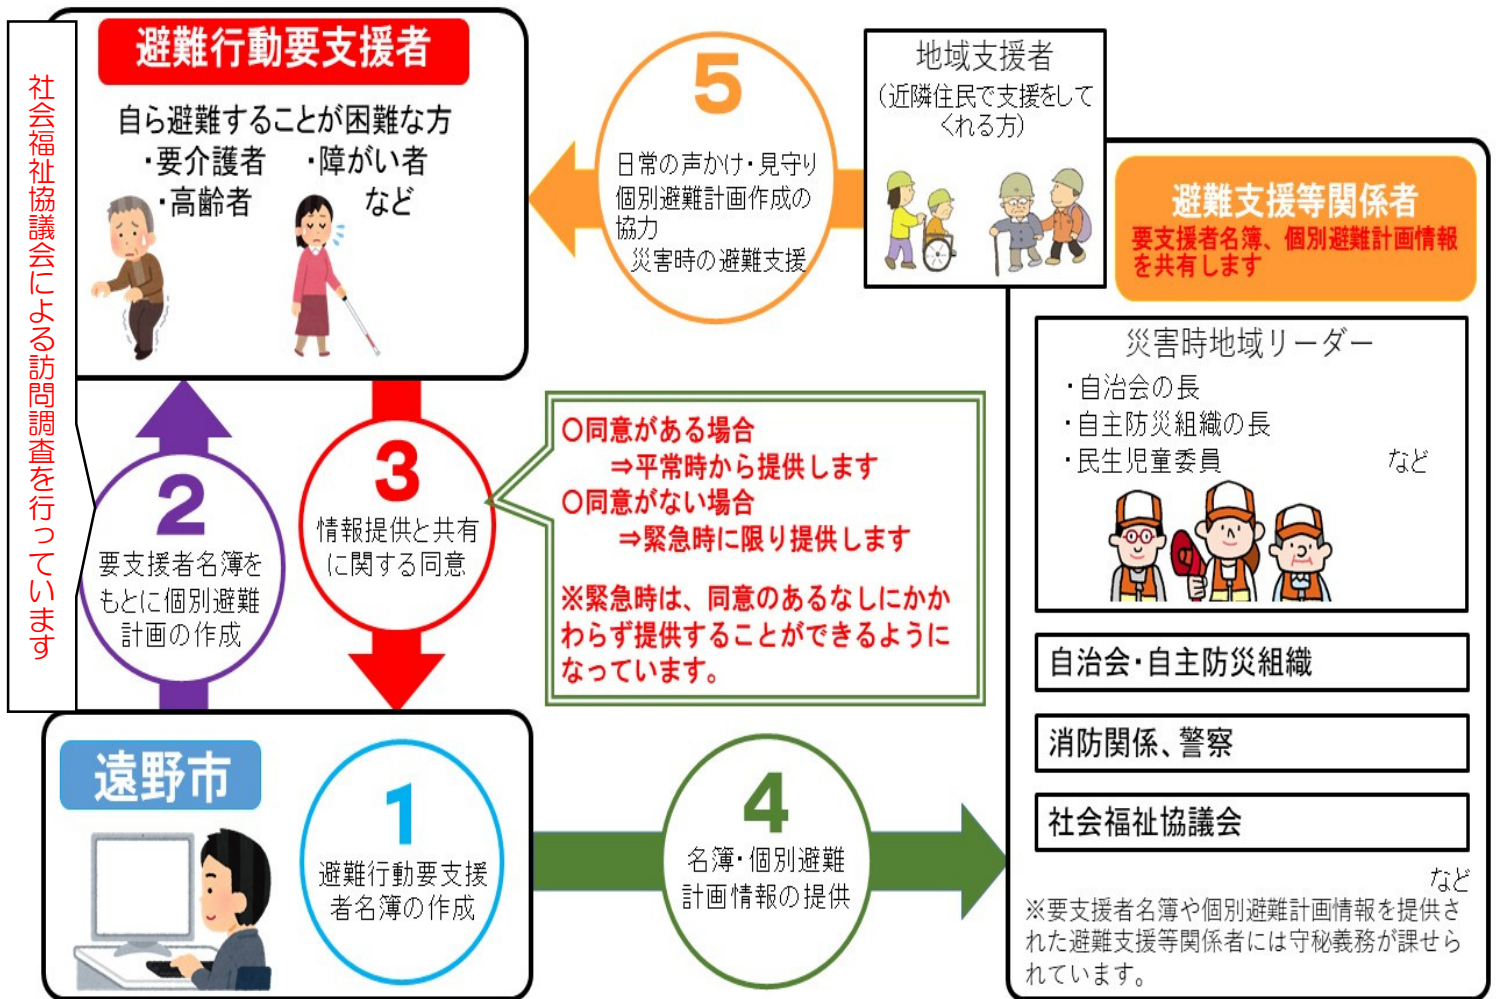 社会福祉協議会による訪問調査を行っています
避難行動要支援者
自ら避難することが困難な方
・要介護者 ・障がい者
・高齢者 など
5
日常の声かけ・見守り
個別避難計画作成の
協力
災害時の避難支援
地域支援者
（近隣住民で支援をして
くれる方）
避難支援等関係者
要支援者名簿、個別避難計画情報
を共有します
災害時地域リーダー
・自治会の長
・自主防災組織の長
・民生児童委員 など
自治会・自主防災組織
消防関係、警察
社会福祉協議会
など
※要支援者名簿や個別避難計画情報を提供さ
れた避難支援等関係者には守秘義務が課せら
れています。
2
要支援者名簿を
もとに個別避難
計画の作成
3
情報提供と共有
に関する同意
○同意がある場合
⇒平常時から提供します
○同意がない場合
⇒緊急時に限り提供します
※緊急時は、同意のあるなしにかか
わらず提供することができるように
なっています。
遠野市
1
避難行動要支援
者名簿の作成
4
名簿・個別避難
計画情報の提供